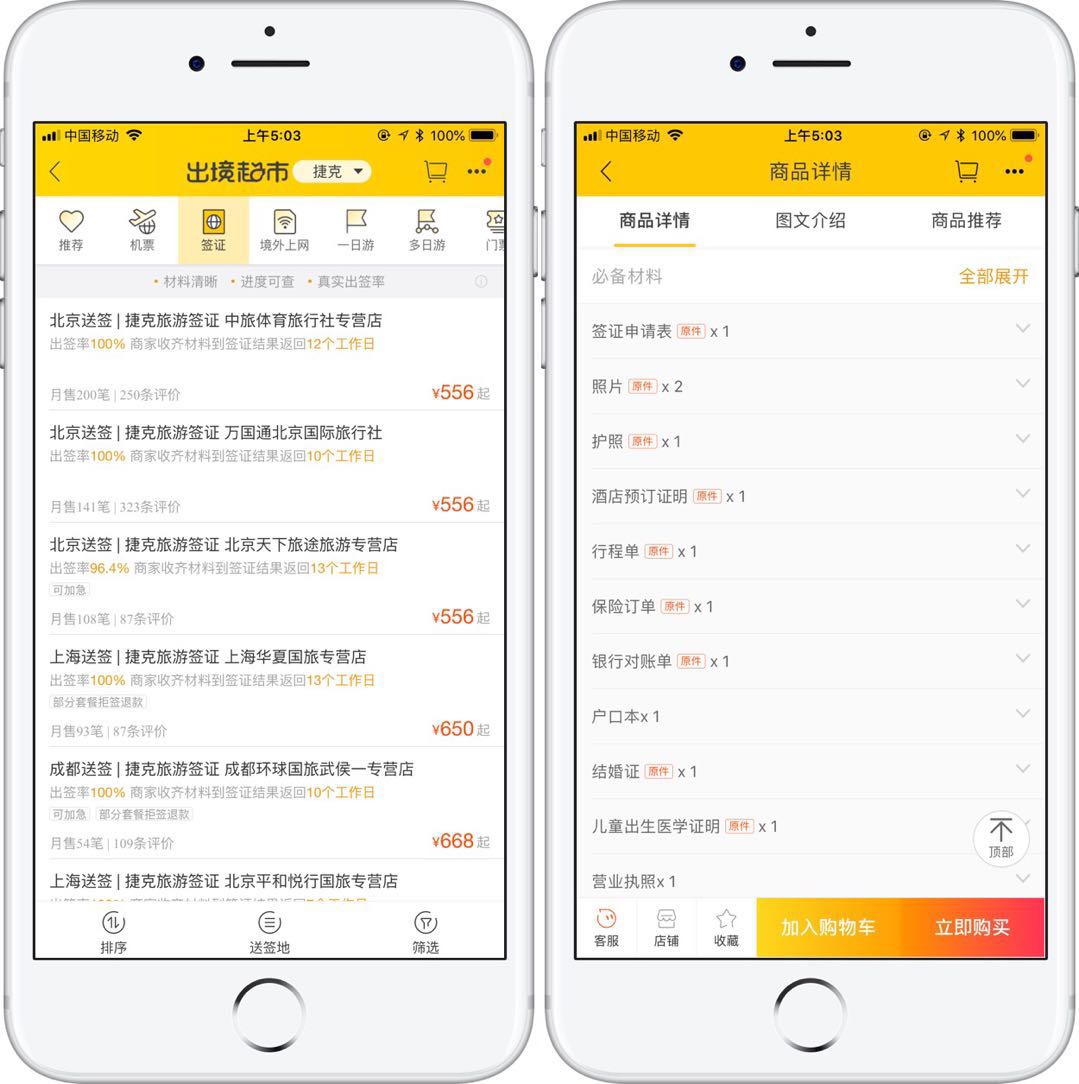 中国移动 上午5:03 100%
出境超市 捷克
推荐 机票 签证 境外上网 一日游 多日游 门票
• 材料清晰 • 进度可查 • 真实出签率
北京送签 | 捷克旅游签证 中旅体育旅行社专营店
出签率100% 商家收齐材料到签证结果返回12个工作日
月售200笔 | 250条评价 ¥556 起
北京送签 | 捷克旅游签证 万国通北京国际旅行社
出签率100% 商家收齐材料到签证结果返回10个工作日
月售141笔 | 323条评价 ¥556 起
北京送签 | 捷克旅游签证 北京天下旅途旅游专营店
出签率96.4% 商家收齐材料到签证结果返回13个工作日
可加急
月售108笔 | 87条评价 ¥556 起
上海送签 | 捷克旅游签证 上海华夏国旅专营店
出签率100% 商家收齐材料到签证结果返回13个工作日
部分套餐拒签退款
月售93笔 | 87条评价 ¥650 起
成都送签 | 捷克旅游签证 成都环球国旅武侯一专营店
出签率100% 商家收齐材料到签证结果返回10个工作日
可加急 部分套餐拒签退款
月售54笔 | 109条评价 ¥668 起
上海送签 | 捷克旅游签证 北京平和悦行国旅专营店
排序 送签地 筛选
中国移动 上午5:03 100%
商品详情
商品详情 图文介绍 商品推荐
必备材料 全部展开
签证申请表 原件 x 1
照片 原件 x 2
护照 原件 x 1
酒店预订证明 原件 x 1
行程单 原件 x 1
保险订单 原件 x 1
银行对账单 原件 x 1
户口本x 1
结婚证 原件 x 1
儿童出生医学证明 原件 x 1
顶部
营业执照x 1
客服 店铺 收藏 加入购物车 立即购买